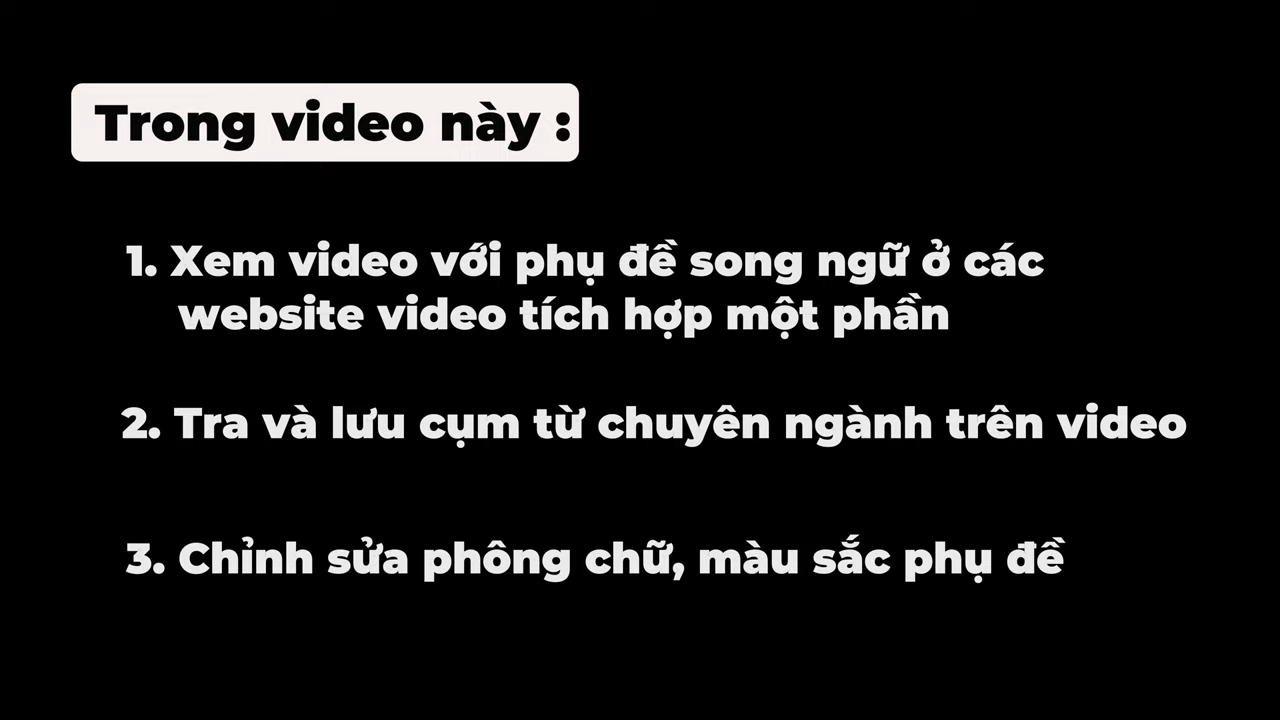 Trong video này :
1. Xem video với phụ đề song ngữ ở các
website video tích hợp một phần
2. Tra và lưu cụm từ chuyên ngành trên video
3. Chỉnh sửa phông chữ, màu sắc phụ đề